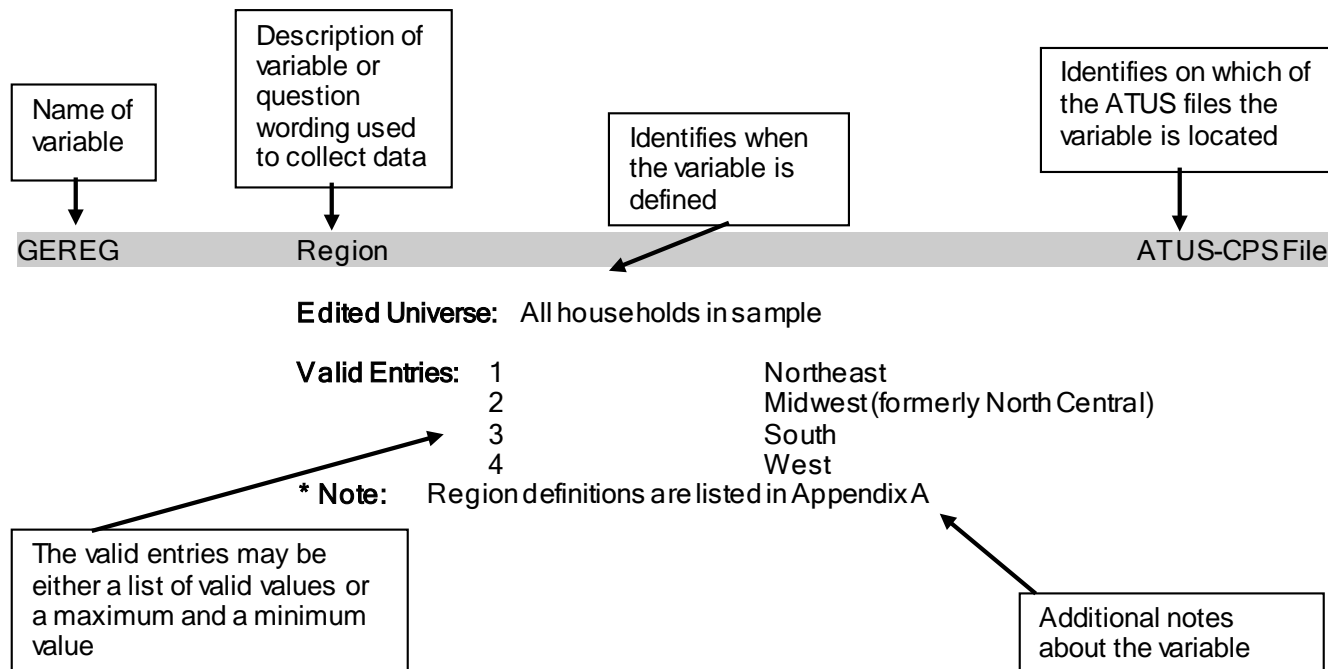 Name of
variable
Description of
variable or
question
wording used
to collect data
Identifies when
the variable is
defined
Identifies on which of
the ATUS files the
variable is located
GEREG Region ATUS-CPS File
Edited Universe: All households in sample
Valid Entries: 1 Northeast
2 Midwest (formerly North Central)
3 South
4 West
* Note: Region definitions are listed in Appendix A
The valid entries may be
either a list of valid values or
a maximum and a minimum
value
Additional notes
about the variable